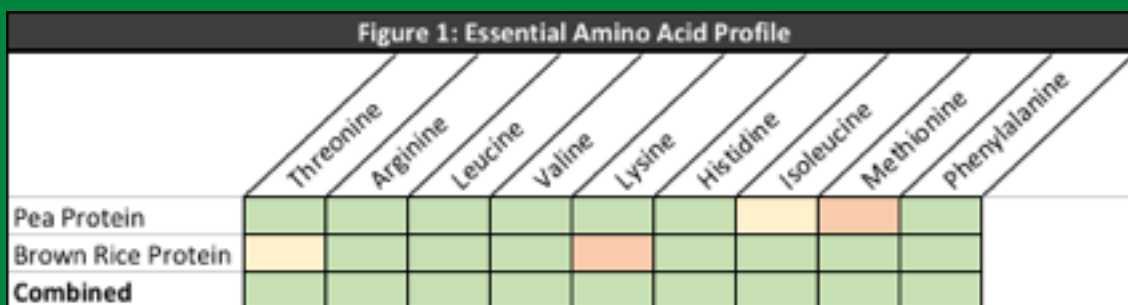 Figure 1: Essential Amino Acid Profile
Threonine
Arginine
Leucine
Valine
Lysine
Histidine
Isoleucine
Methionine
Phenylalanine
Pea Protein
Brown Rice Protein
Combined